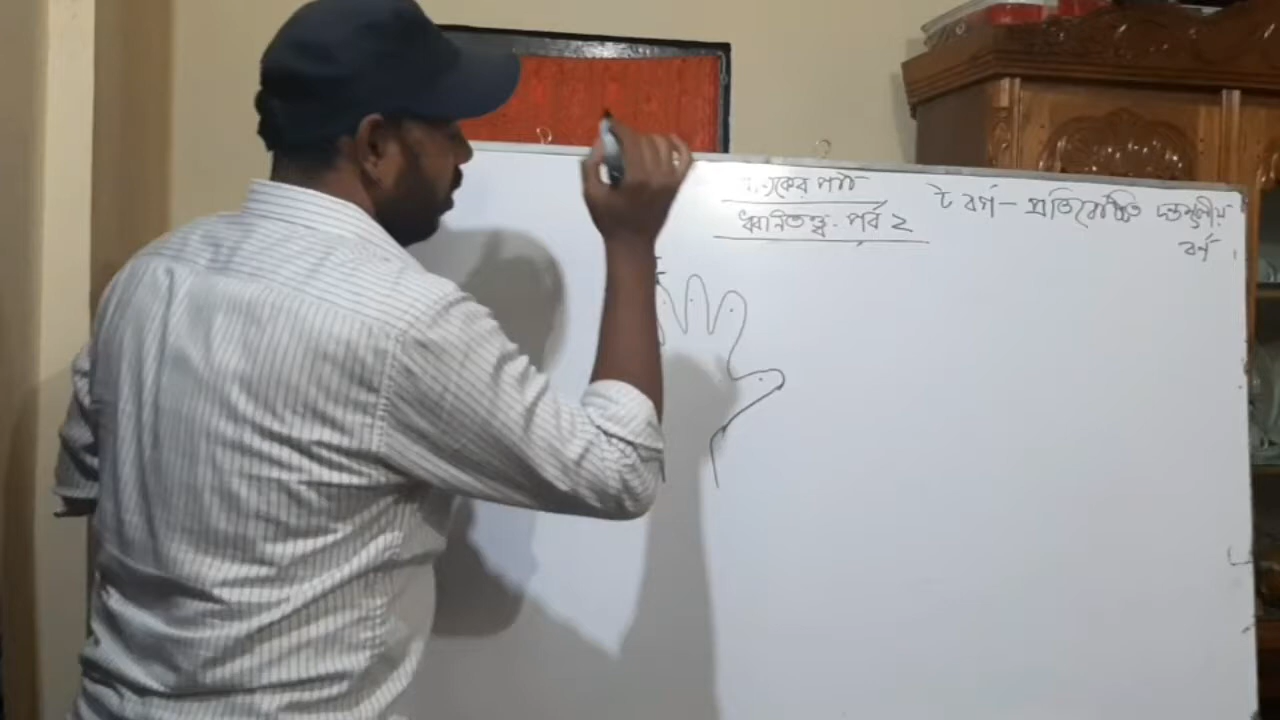 পাঠ
ধ্বনিতত্ত্ব - পর্ব ২
ট বর্গ - প্রতিবেষ্টিত দন্তমূলীয়
বর্ণ